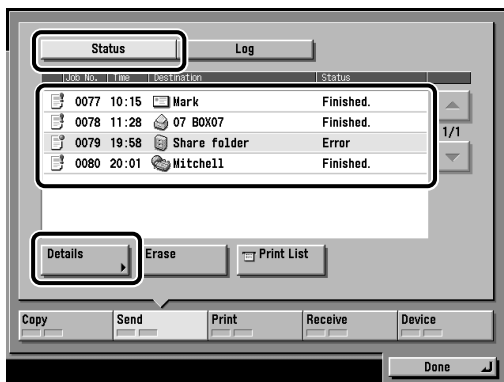 Status Log
Job No. Time Destination Status
0077 10:15 Mark Finished.
0078 11:28 07 BOX07 Finished.
0079 19:58 Share folder Error
0080 20:01 Mitchell Finished.
1/1
Details Erase Print List
Copy Send Print Receive Device
Done